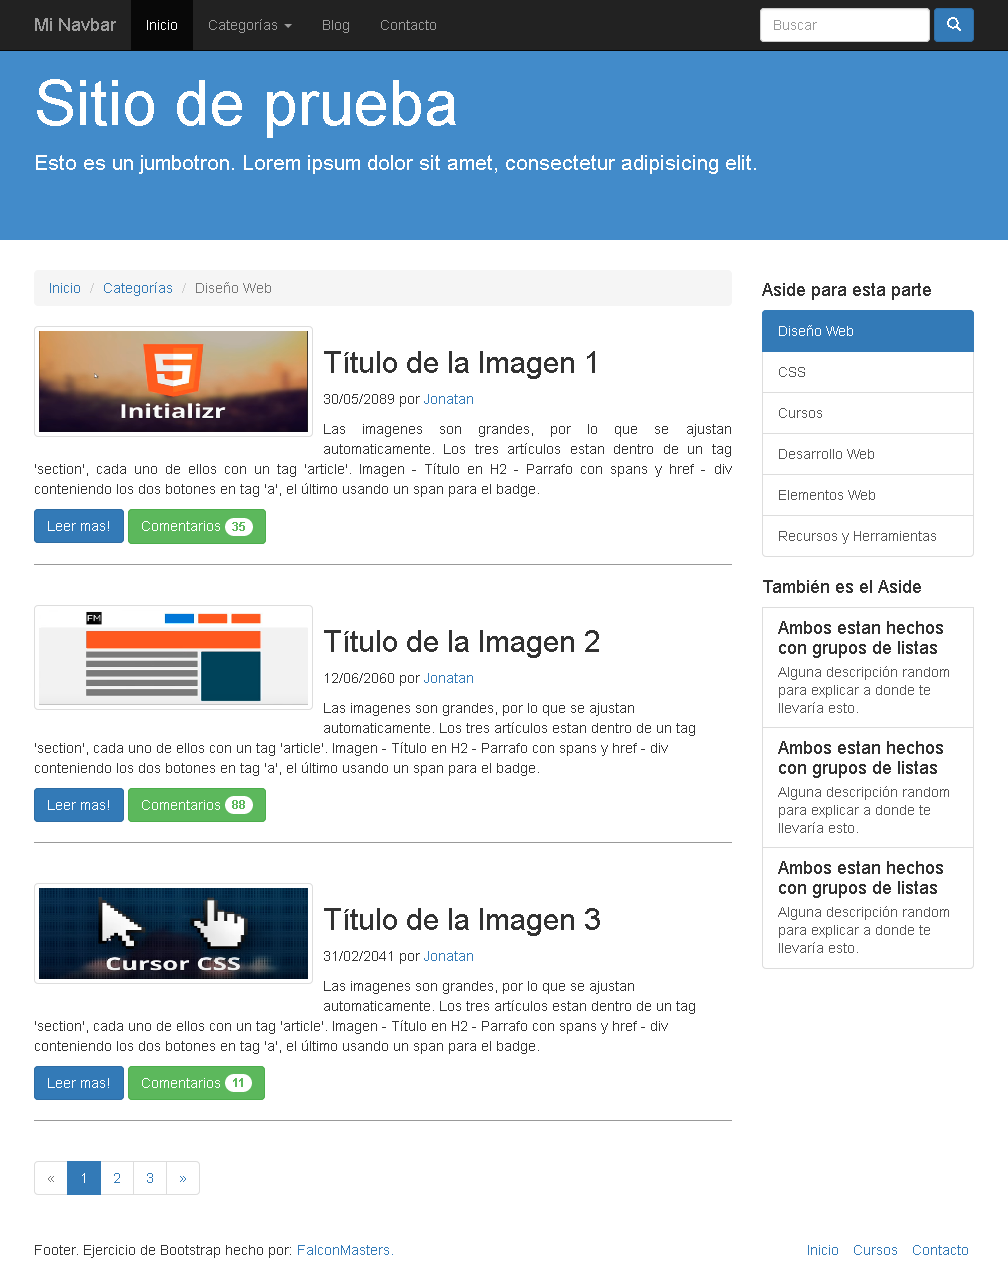 Mi Navbar Inicio Categorías Blog Contacto Buscar
Sitio de prueba
Esto es un jumbotron. Lorem ipsum dolor sit amet, consectetur adipisicing elit.
Inicio / Categorías / Diseño Web
5
Initializr
Título de la Imagen 1
30/05/2089 por Jonatan
Las imagenes son grandes, por lo que se ajustan
automaticamente. Los tres artículos estan dentro de un tag
'section', cada uno de ellos con un tag 'article'. Imagen - Título en H2 - Parrafo con spans y href - div
conteniendo los dos botones en tag 'a', el último usando un span para el badge.
Leer mas! Comentarios 35
FM
Título de la Imagen 2
12/06/2060 por Jonatan
Las imagenes son grandes, por lo que se ajustan
automaticamente. Los tres artículos estan dentro de un tag
'section', cada uno de ellos con un tag 'article'. Imagen - Título en H2 - Parrafo con spans y href - div
conteniendo los dos botones en tag 'a', el último usando un span para el badge.
Leer mas! Comentarios 88
Cursor CSS
Título de la Imagen 3
31/02/2041 por Jonatan
Las imagenes son grandes, por lo que se ajustan
automaticamente. Los tres artículos estan dentro de un tag
'section', cada uno de ellos con un tag 'article'. Imagen - Título en H2 - Parrafo con spans y href - div
conteniendo los dos botones en tag 'a', el último usando un span para el badge.
Leer mas! Comentarios 11
« 1 2 3 »
Aside para esta parte
Diseño Web
CSS
Cursos
Desarrollo Web
Elementos Web
Recursos y Herramientas
También es el Aside
Ambos estan hechos
con grupos de listas
Alguna descripción random
para explicar a donde te
llevaría esto.
Ambos estan hechos
con grupos de listas
Alguna descripción random
para explicar a donde te
llevaría esto.
Ambos estan hechos
con grupos de listas
Alguna descripción random
para explicar a donde te
llevaría esto.
Footer. Ejercicio de Bootstrap hecho por: FalconMasters.
Inicio Cursos Contacto